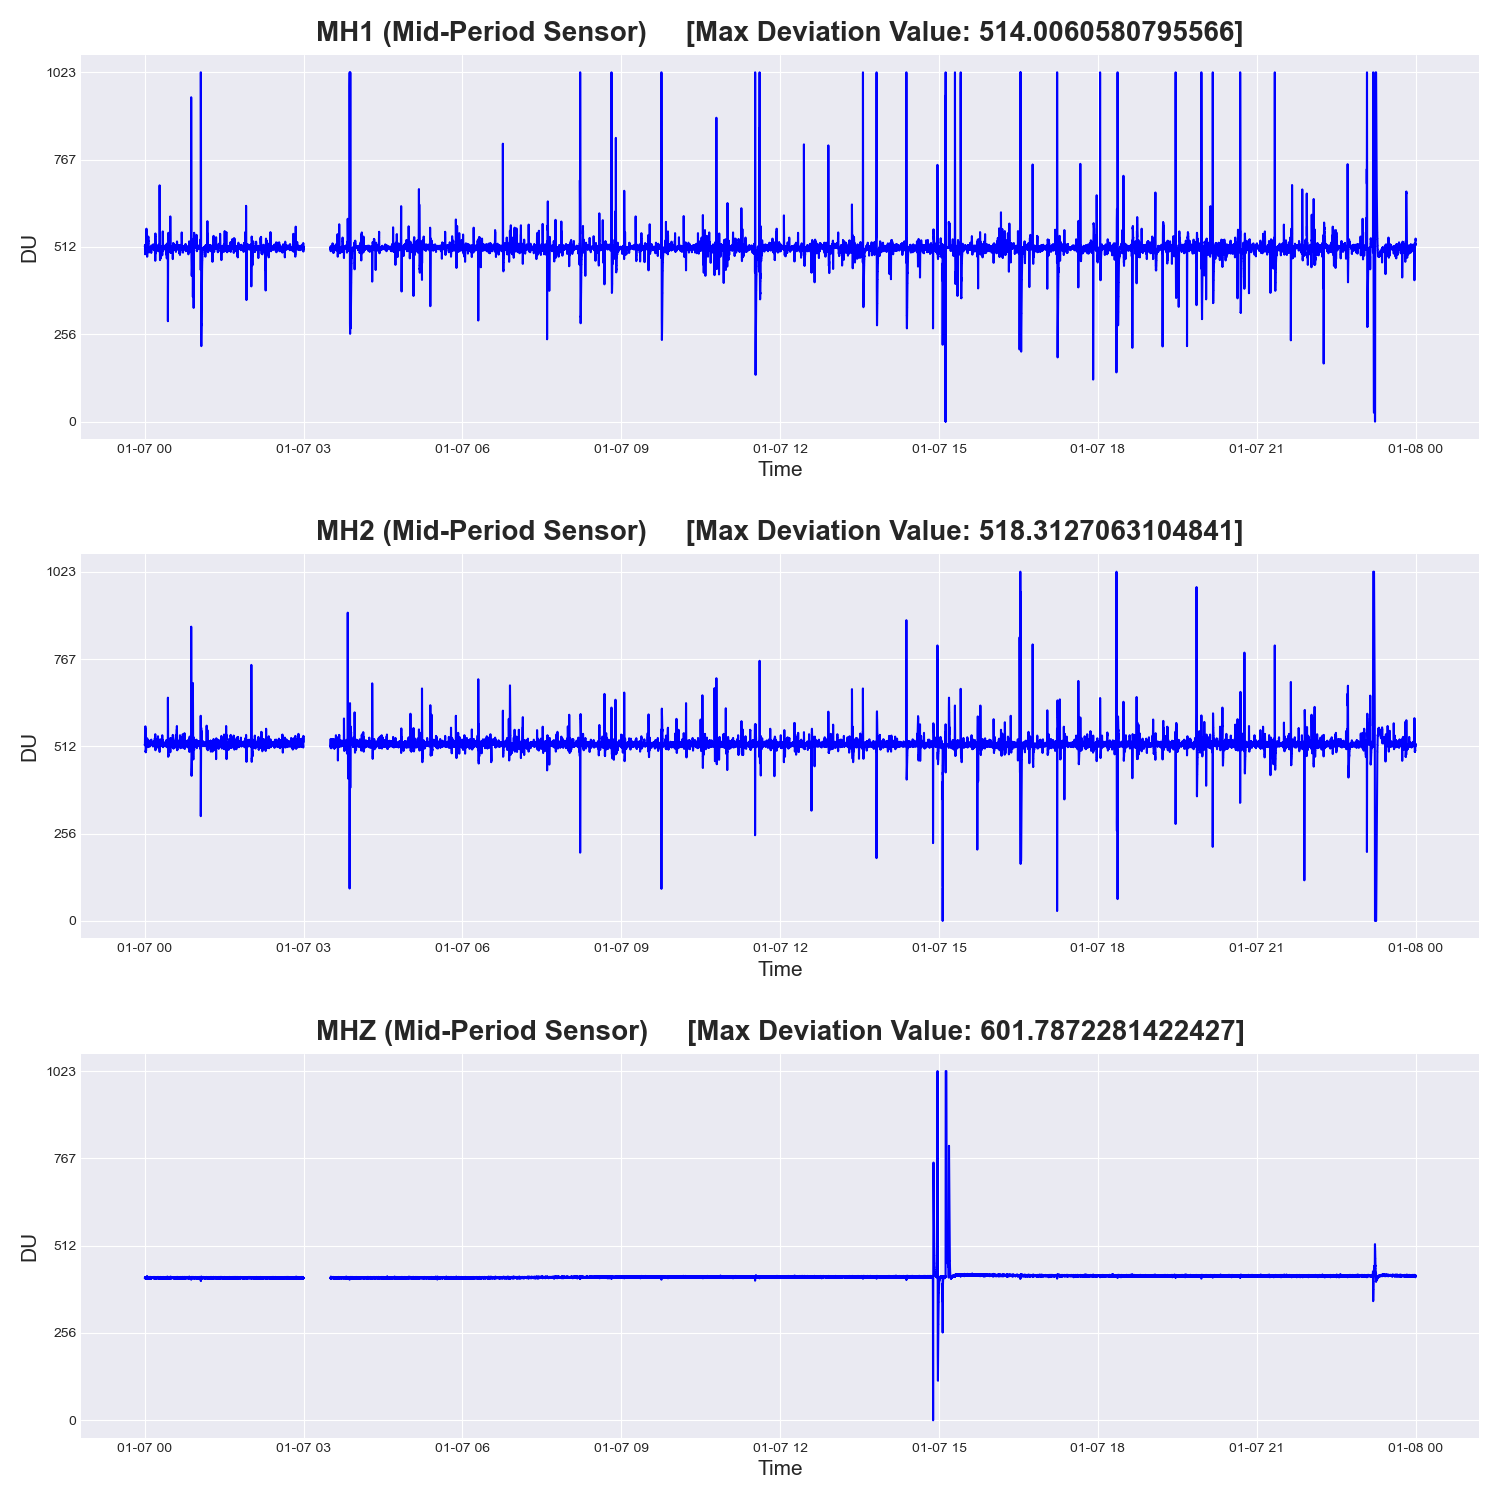 MH1 (Mid-Period Sensor) [Max Deviation Value: 514.0060580795566]
1023
767
512
256
0
DU
01-07 00 01-07 03 01-07 06 01-07 09 01-07 12 01-07 15 01-07 18 01-07 21 01-08 00
Time
MH2 (Mid-Period Sensor) [Max Deviation Value: 518.3127063104841]
1023
767
512
256
0
DU
01-07 00 01-07 03 01-07 06 01-07 09 01-07 12 01-07 15 01-07 18 01-07 21 01-08 00
Time
MHZ (Mid-Period Sensor) [Max Deviation Value: 601.7872281422427]
1023
767
512
256
0
DU
01-07 00 01-07 03 01-07 06 01-07 09 01-07 12 01-07 15 01-07 18 01-07 21 01-08 00
Time